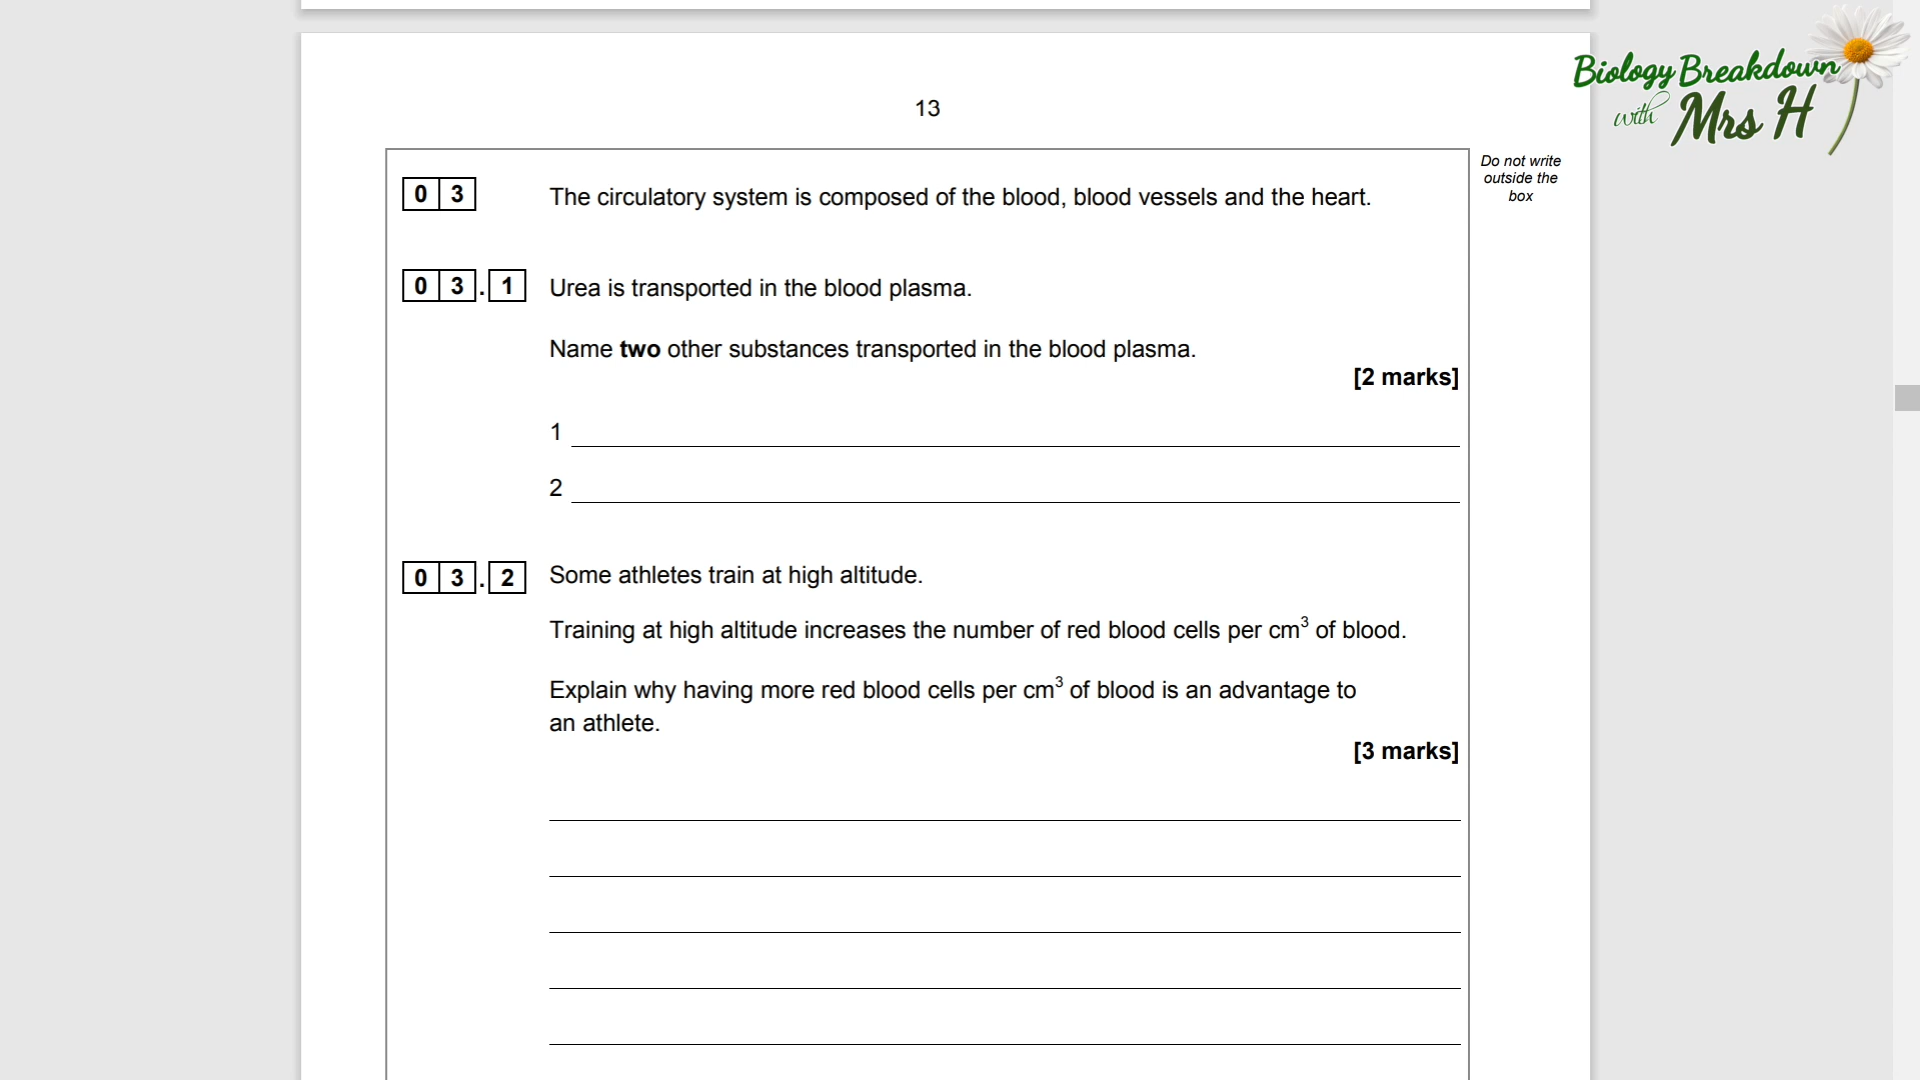 Biology Breakdown
with Mrs H
13
Do not write
outside the
box
0 3 The circulatory system is composed of the blood, blood vessels and the heart.
0 3 . 1 Urea is transported in the blood plasma.
Name two other substances transported in the blood plasma.
[2 marks]
1
2
0 3 . 2 Some athletes train at high altitude.
Training at high altitude increases the number of red blood cells per cm³ of blood.
Explain why having more red blood cells per cm³ of blood is an advantage to
an athlete.
[3 marks]